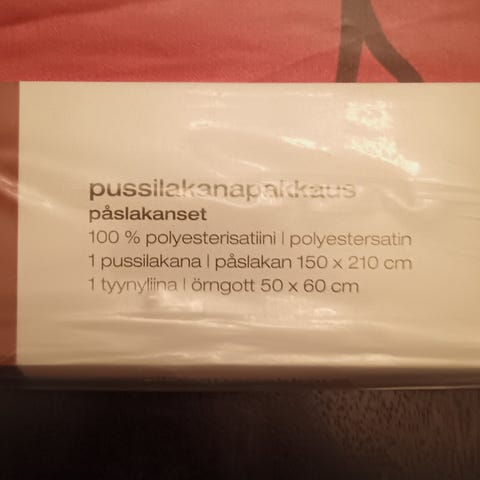 pussilakanapakkaus
påslakanset
100 % polyesterisatiini | polyestersatin
1 pussilakana | påslakan 150 x 210 cm
1 tyynyliina | örngott 50 x 60 cm